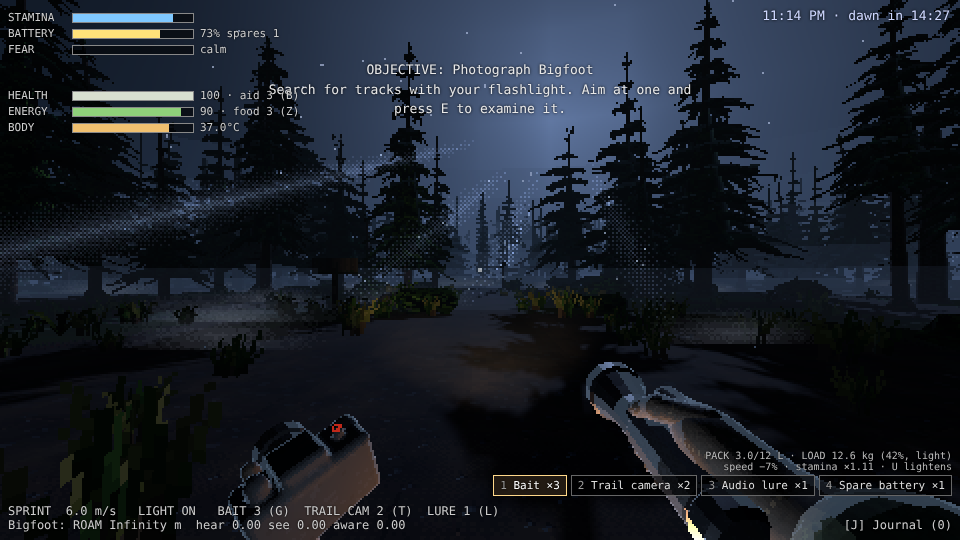 STAMINA
BATTERY 73% spares 1
FEAR calm
HEALTH 100 · aid 3 (B)
ENERGY 90 · food 3 (Z)
BODY 37.0°C
11:14 PM · dawn in 14:27
OBJECTIVE: Photograph Bigfoot
Search for tracks with your flashlight. Aim at one and
press E to examine it.
PACK 3.0/12 L · LOAD 12.6 kg (42%, light)
speed −7% · stamina ×1.11 · U lightens
1 Bait ×3 2 Trail camera ×2 3 Audio lure ×1 4 Spare battery ×1
SPRINT 6.0 m/s LIGHT ON BAIT 3 (G) TRAIL CAM 2 (T) LURE 1 (L)
Bigfoot: ROAM Infinity m hear 0.00 see 0.00 aware 0.00
[J] Journal (0)